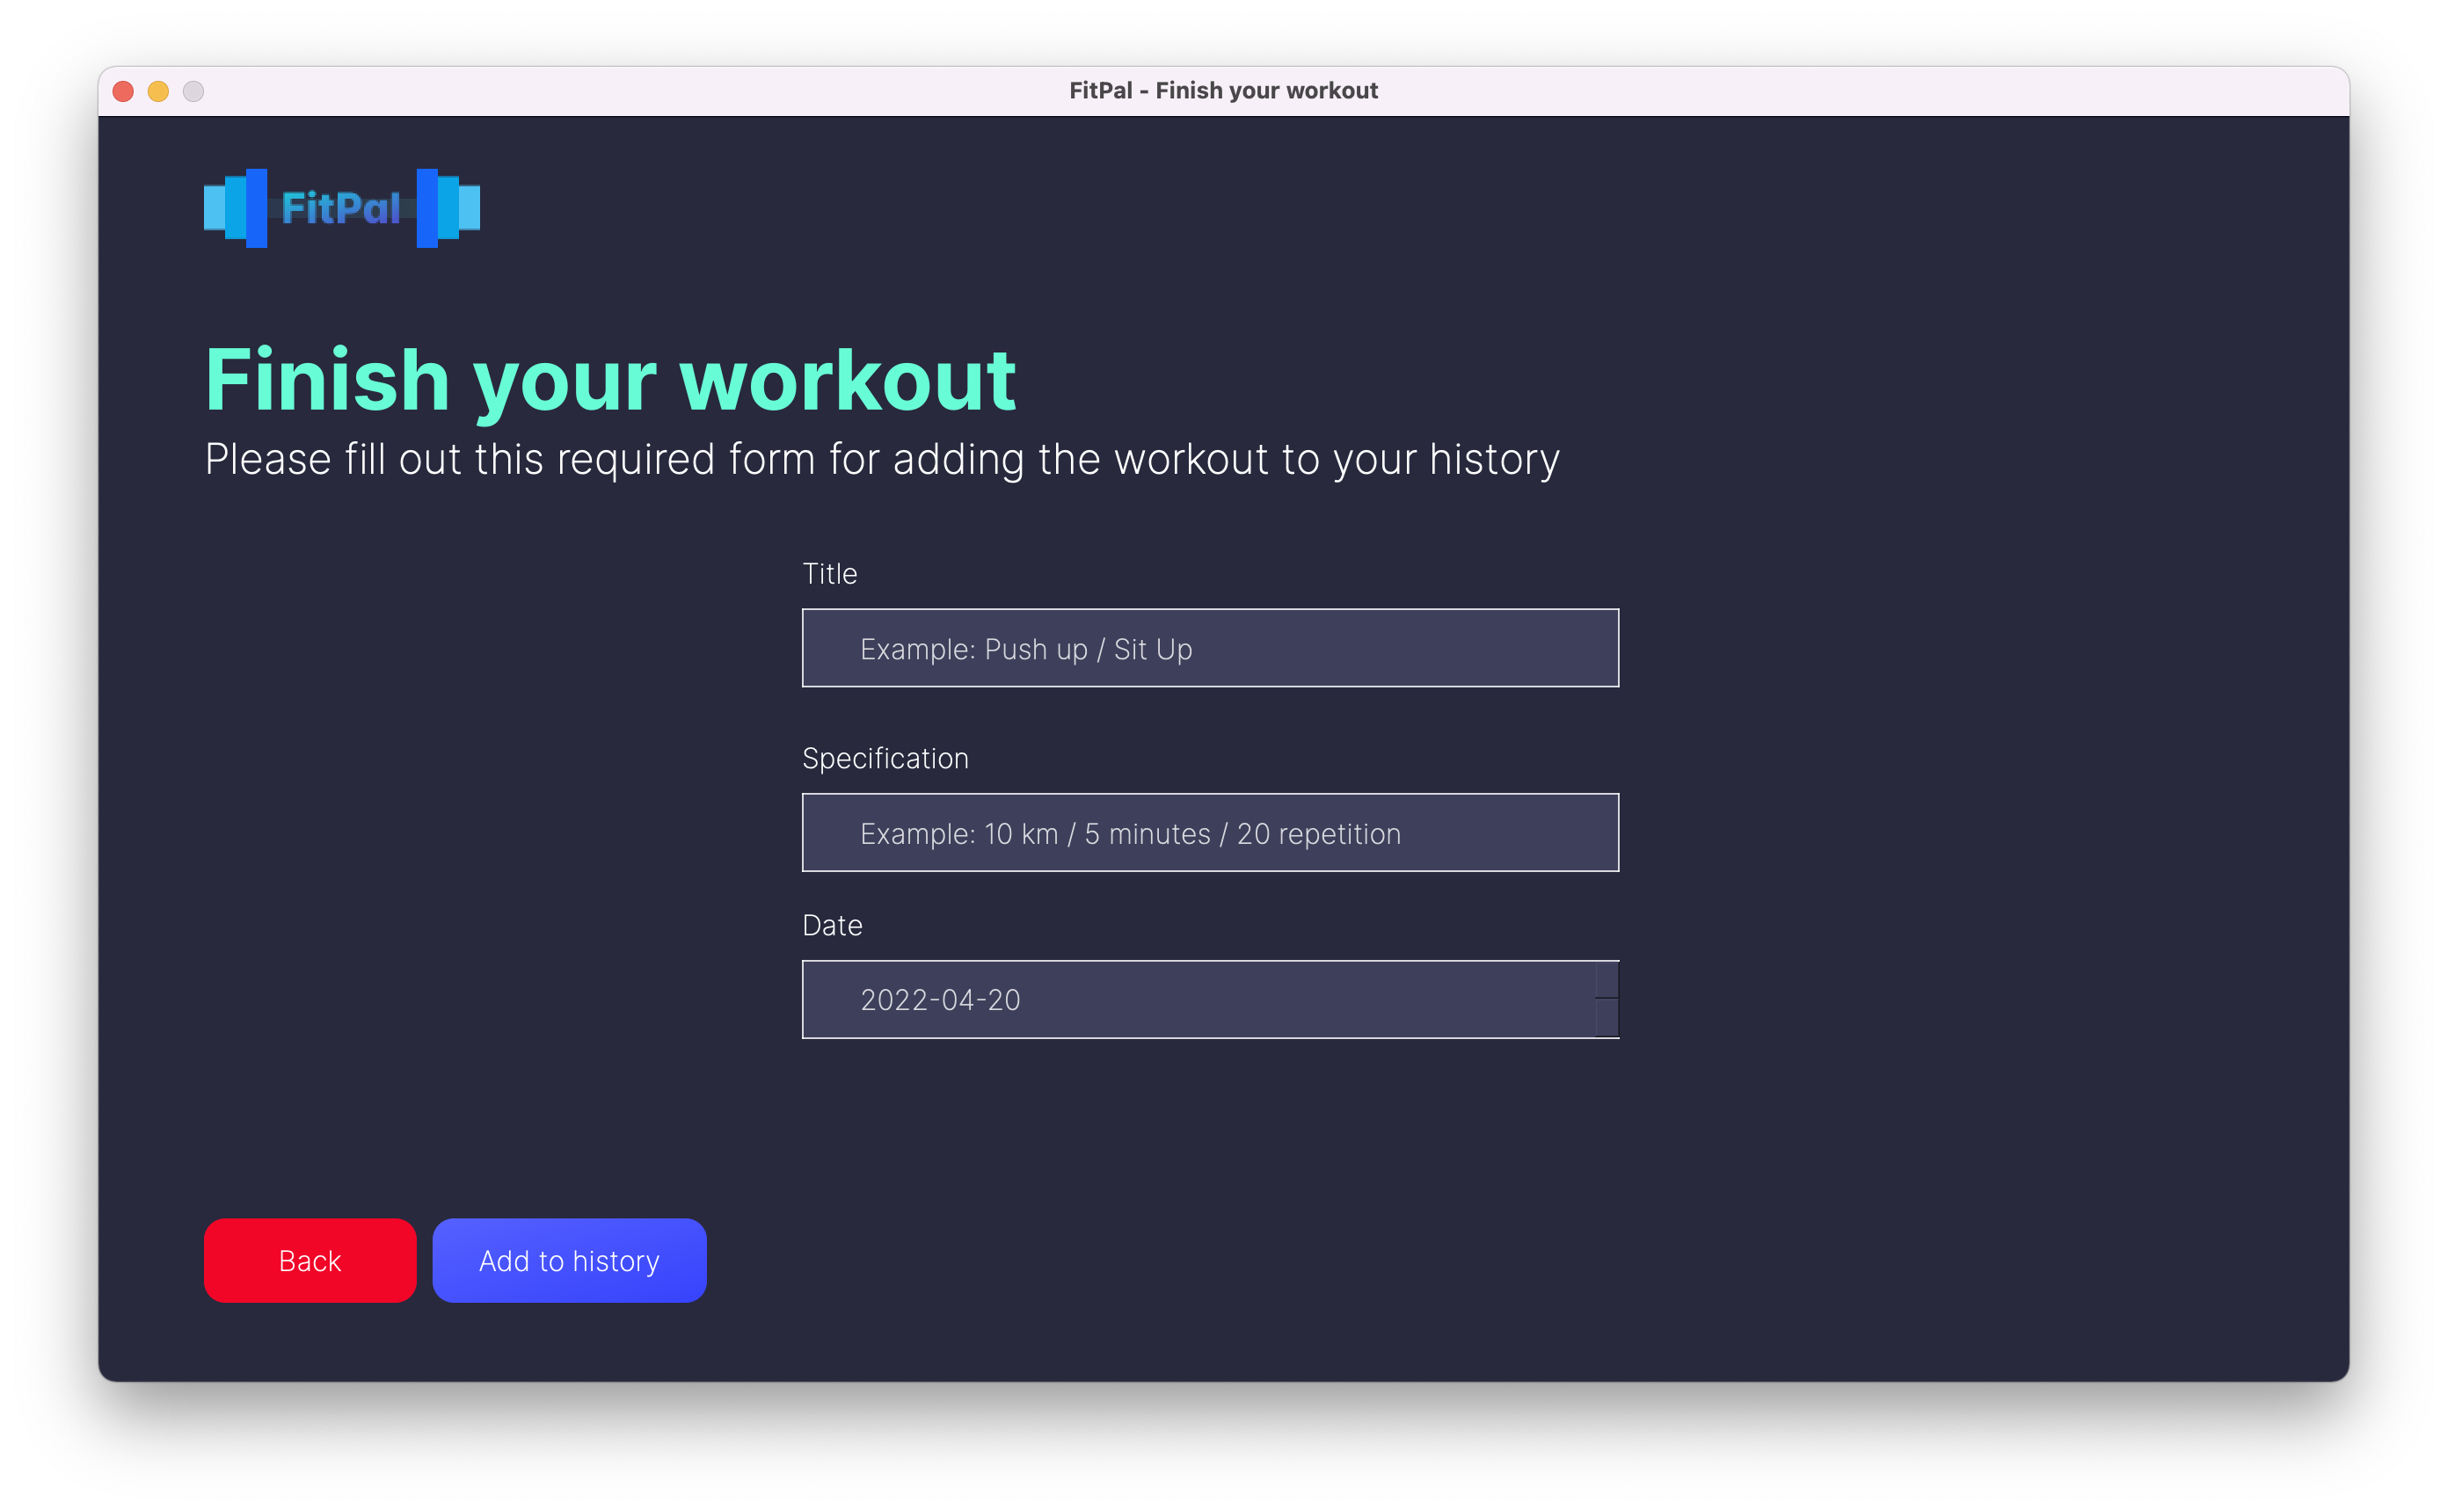 FitPal - Finish your workout
FitPal
Finish your workout
Please fill out this required form for adding the workout to your history
Title
Example: Push up / Sit Up
Specification
Example: 10 km / 5 minutes / 20 repetition
Date
2022-04-20
Back
Add to history